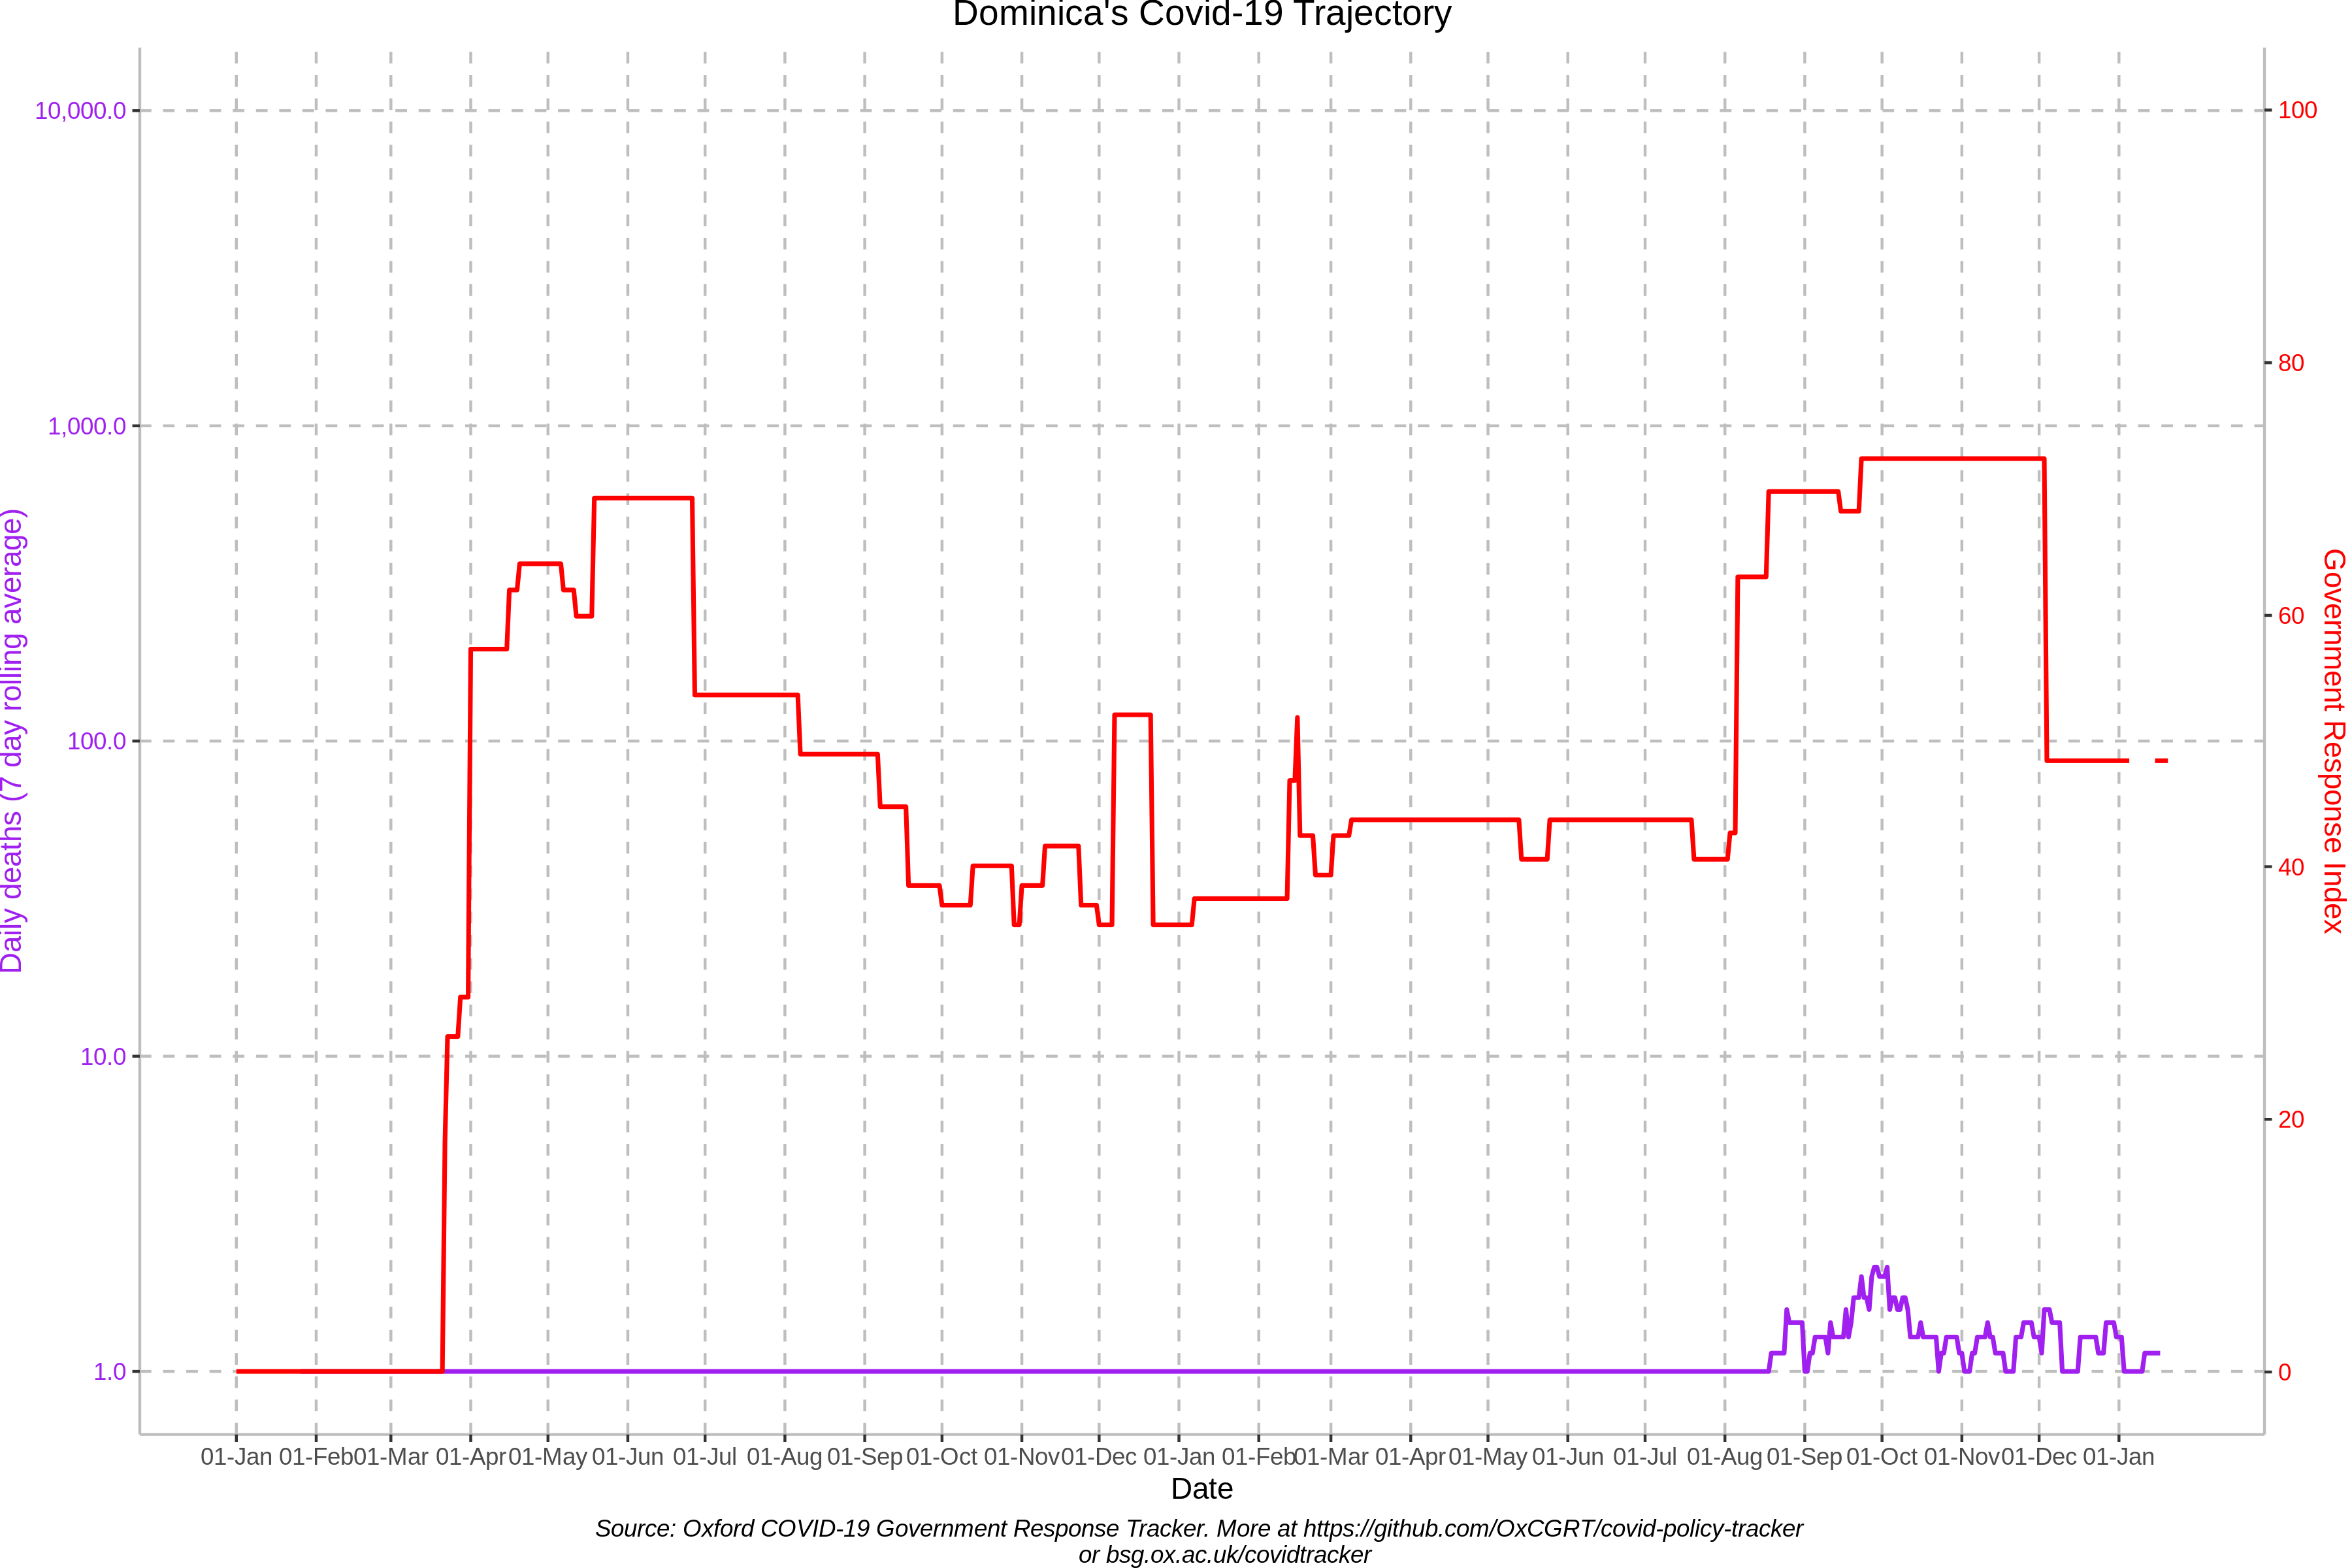 Dominica's Covid-19 Trajectory
10,000.0
1,000.0
100.0
10.0
1.0
Daily deaths (7 day rolling average)
100
80
60
40
20
0
Government Response Index
01-Jan 01-Feb 01-Mar 01-Apr 01-May 01-Jun 01-Jul 01-Aug 01-Sep 01-Oct 01-Nov 01-Dec 01-Jan 01-Feb 01-Mar 01-Apr 01-May 01-Jun 01-Jul 01-Aug 01-Sep 01-Oct 01-Nov 01-Dec 01-Jan
Date
Source: Oxford COVID-19 Government Response Tracker. More at https://github.com/OxCGRT/covid-policy-tracker
or bsg.ox.ac.uk/covidtracker